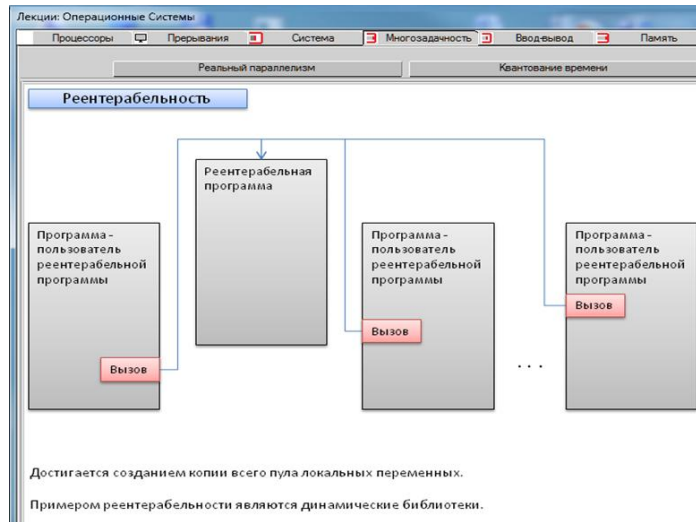 Лекции: Операционные Системы
Процессоры Прерывания Система Многозадачность Ввод-вывод Память
Реальный параллелизм Квантование времени
Реентерабельность
Реентерабельная
программа
Программа -
пользователь
реентерабельной
программы
Вызов
Программа -
пользователь
реентерабельной
программы
Вызов
. . .
Программа -
пользователь
реентерабельной
программы
Вызов
Достигается созданием копии всего пула локальных переменных.
Примером реентерабельности являются динамические библиотеки.